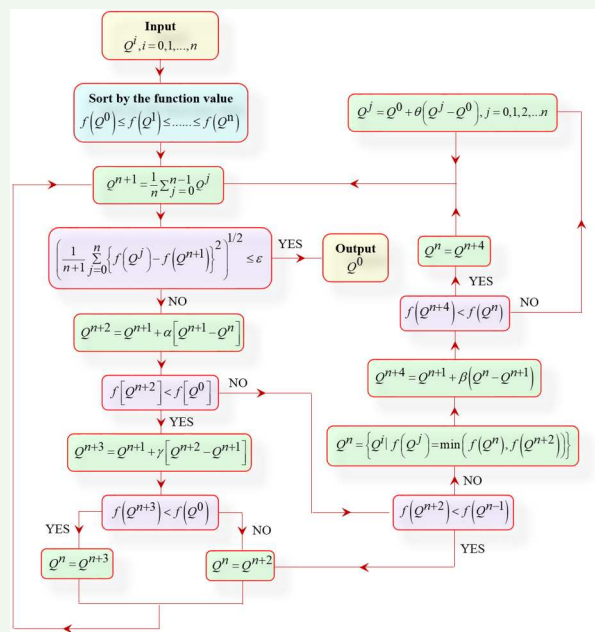 Input
Q^i, i = 0,1,...,n
Sort by the function value
f(Q^0) ≤ f(Q^1) ≤ ...... ≤ f(Q^n)
Q^{n+1} = \frac{1}{n} ∑_{j=0}^{n-1} Q^j
(\frac{1}{n+1} ∑_{j=0}^{n} {f(Q^j) − f(Q^{n+1})}^2)^{1/2} ≤ ε
YES
Output
Q^0
NO
Q^{n+2} = Q^{n+1} + α[Q^{n+1} − Q^n]
f[Q^{n+2}] < f[Q^0]
NO
YES
Q^{n+3} = Q^{n+1} + γ[Q^{n+2} − Q^{n+1}]
f(Q^{n+3}) < f(Q^0)
YES
NO
Q^n = Q^{n+3}
Q^n = Q^{n+2}
Q^j = Q^0 + θ(Q^j − Q^0), j = 0,1,2,...n
Q^n = Q^{n+4}
YES
f(Q^{n+4}) < f(Q^n)
NO
Q^{n+4} = Q^{n+1} + β(Q^n − Q^{n+1})
Q^n = {Q^i | f(Q^j) = min(f(Q^n), f(Q^{n+2}))}
NO
f(Q^{n+2}) < f(Q^{n-1})
YES